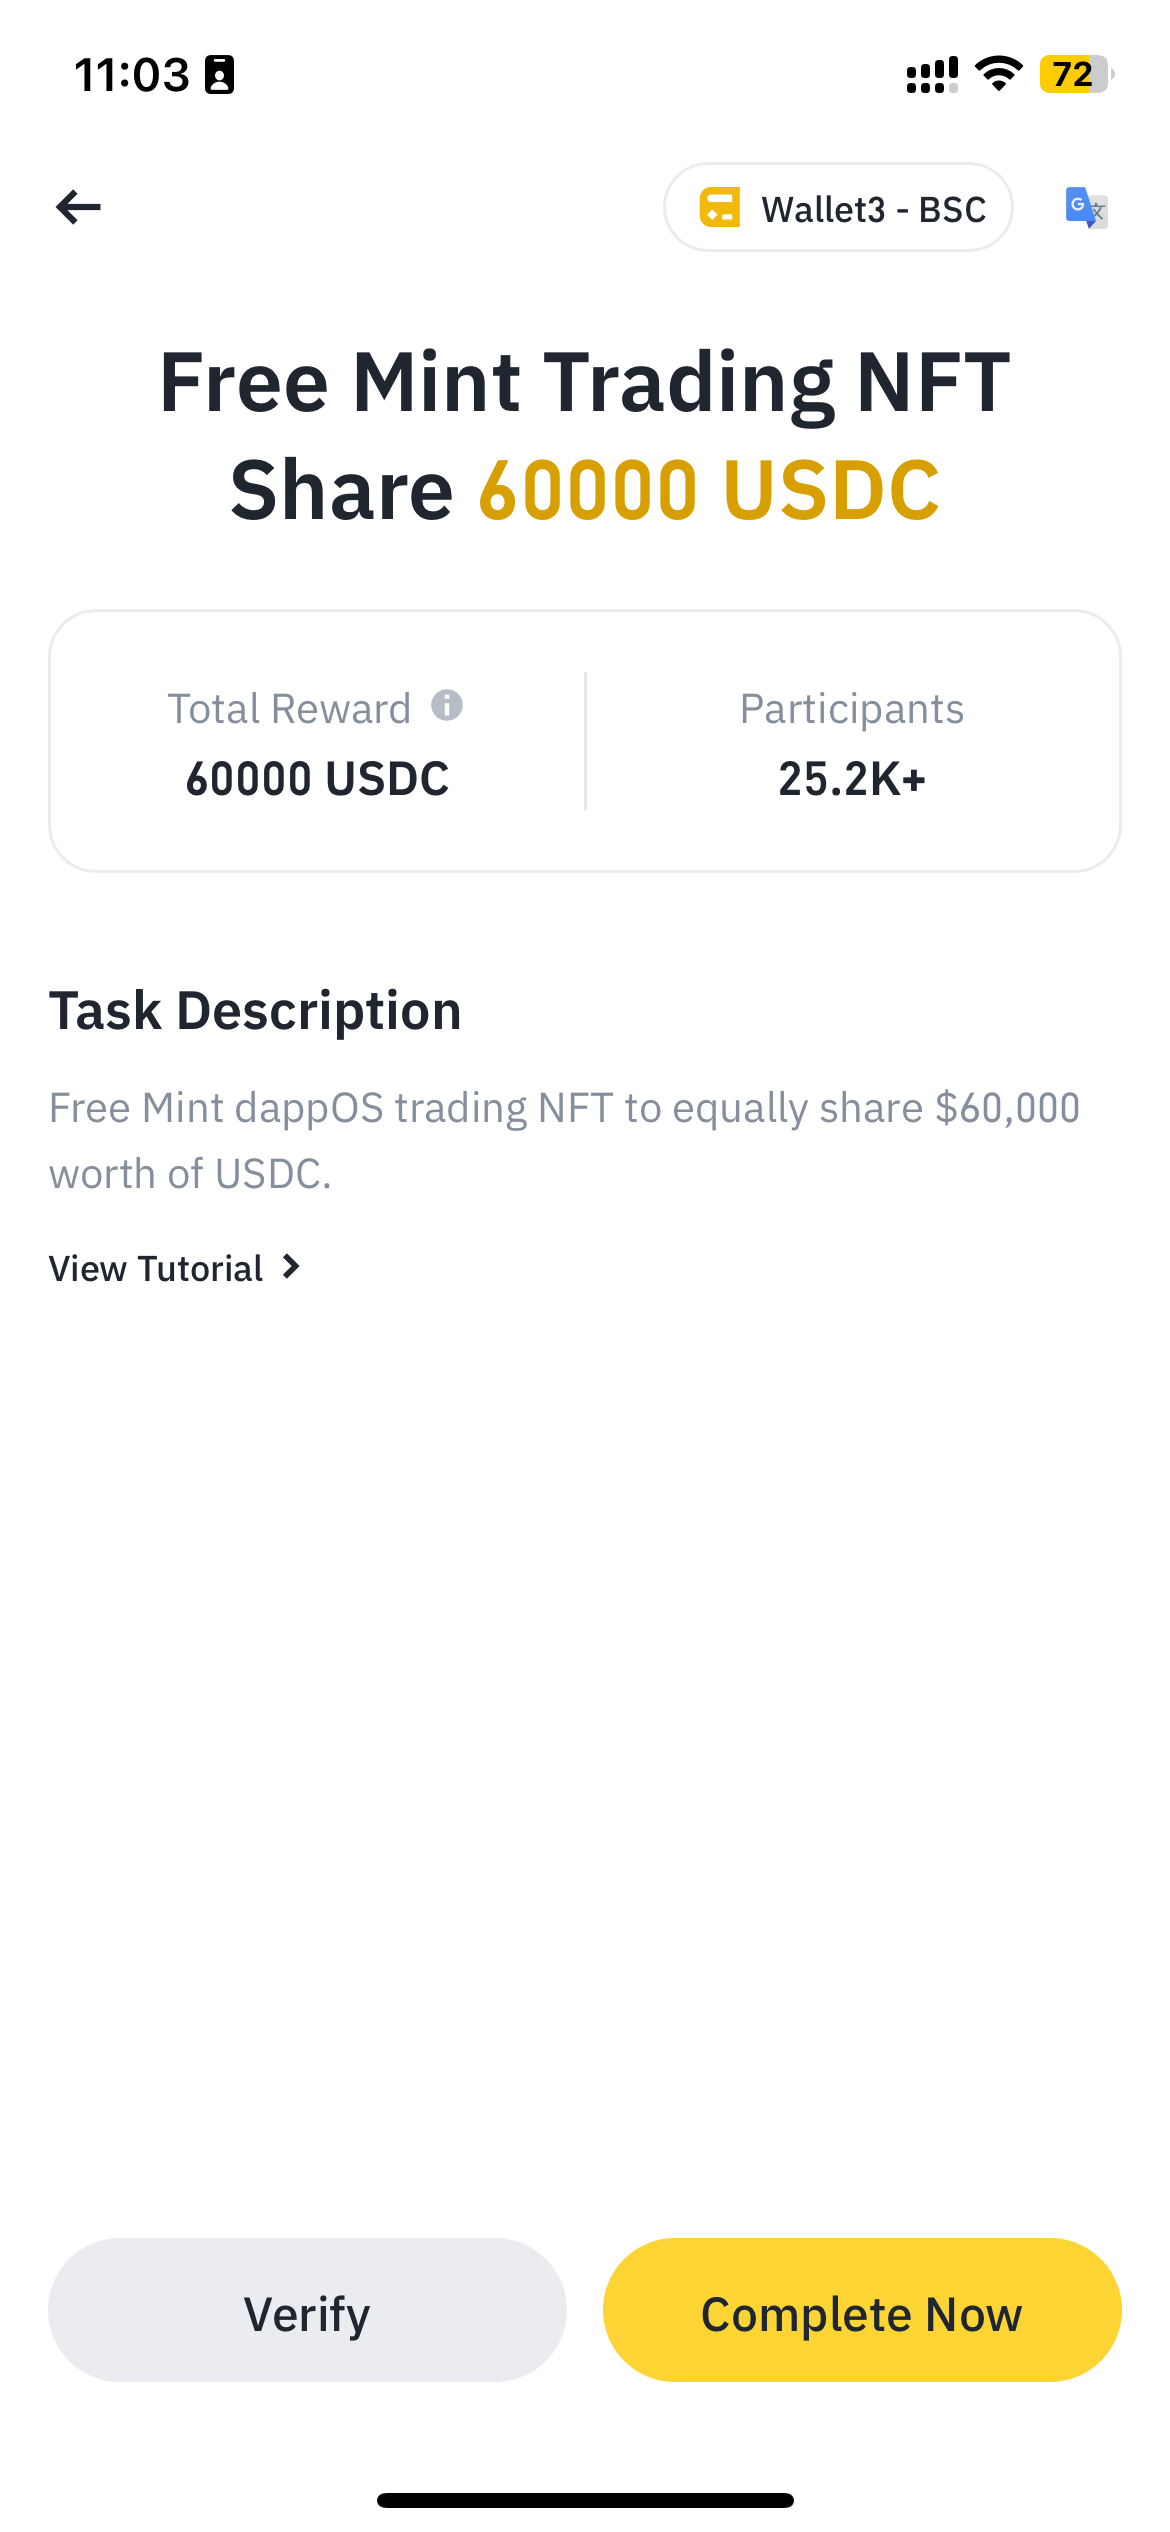 11:03
72
Wallet3 - BSC
G 文
Free Mint Trading NFT
Share 60000 USDC
Total Reward
Participants
60000 USDC
25.2K+
Task Description
Free Mint dappOS trading NFT to equally share $60,000
worth of USDC.
View Tutorial
Verify
Complete Now